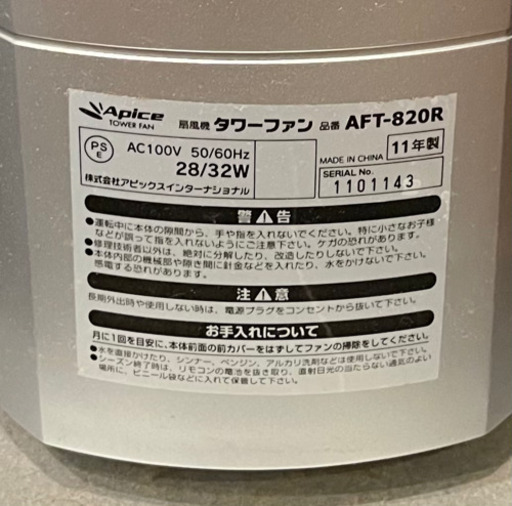 Apice
TOWER FAN
扇風機 タワーファン 品番 AFT-820R
PS
E
AC100V 50/60Hz
28/32W
株式会社アピックスインターナショナル
MADE IN CHINA 11年製
SERIAL No.
1101143
警⚠告
●運転中に本体の隙間から、手や指を入れないでください。特に小さなお子様
などが誤って指を入れないようにご注意下さい。ケガの恐れがあります。
●修理技術者以外は、絶対に分解したり、改造したりしないで下さい。
●本体内部の機械部や隙き間に針金などを入れたり、水をかけないで下さい。
感電する恐れがあります。
注⚠意
長期外出時や使用しない時は、電源プラグをコンセントから抜いて下さい。
お手入れについて
月に1回を目安に、本体前面の前カバーをはずしてファンの掃除をしてください。
●水を直接かけたり、シンナー、ベンジン、アルカリ洗剤などは使用しないで下さい。
●シーズン終了時は、リモコンの電池を抜き取り、直射日光の当たらない通気のよい
場所に、ビニール袋などに入れて保管して下さい。